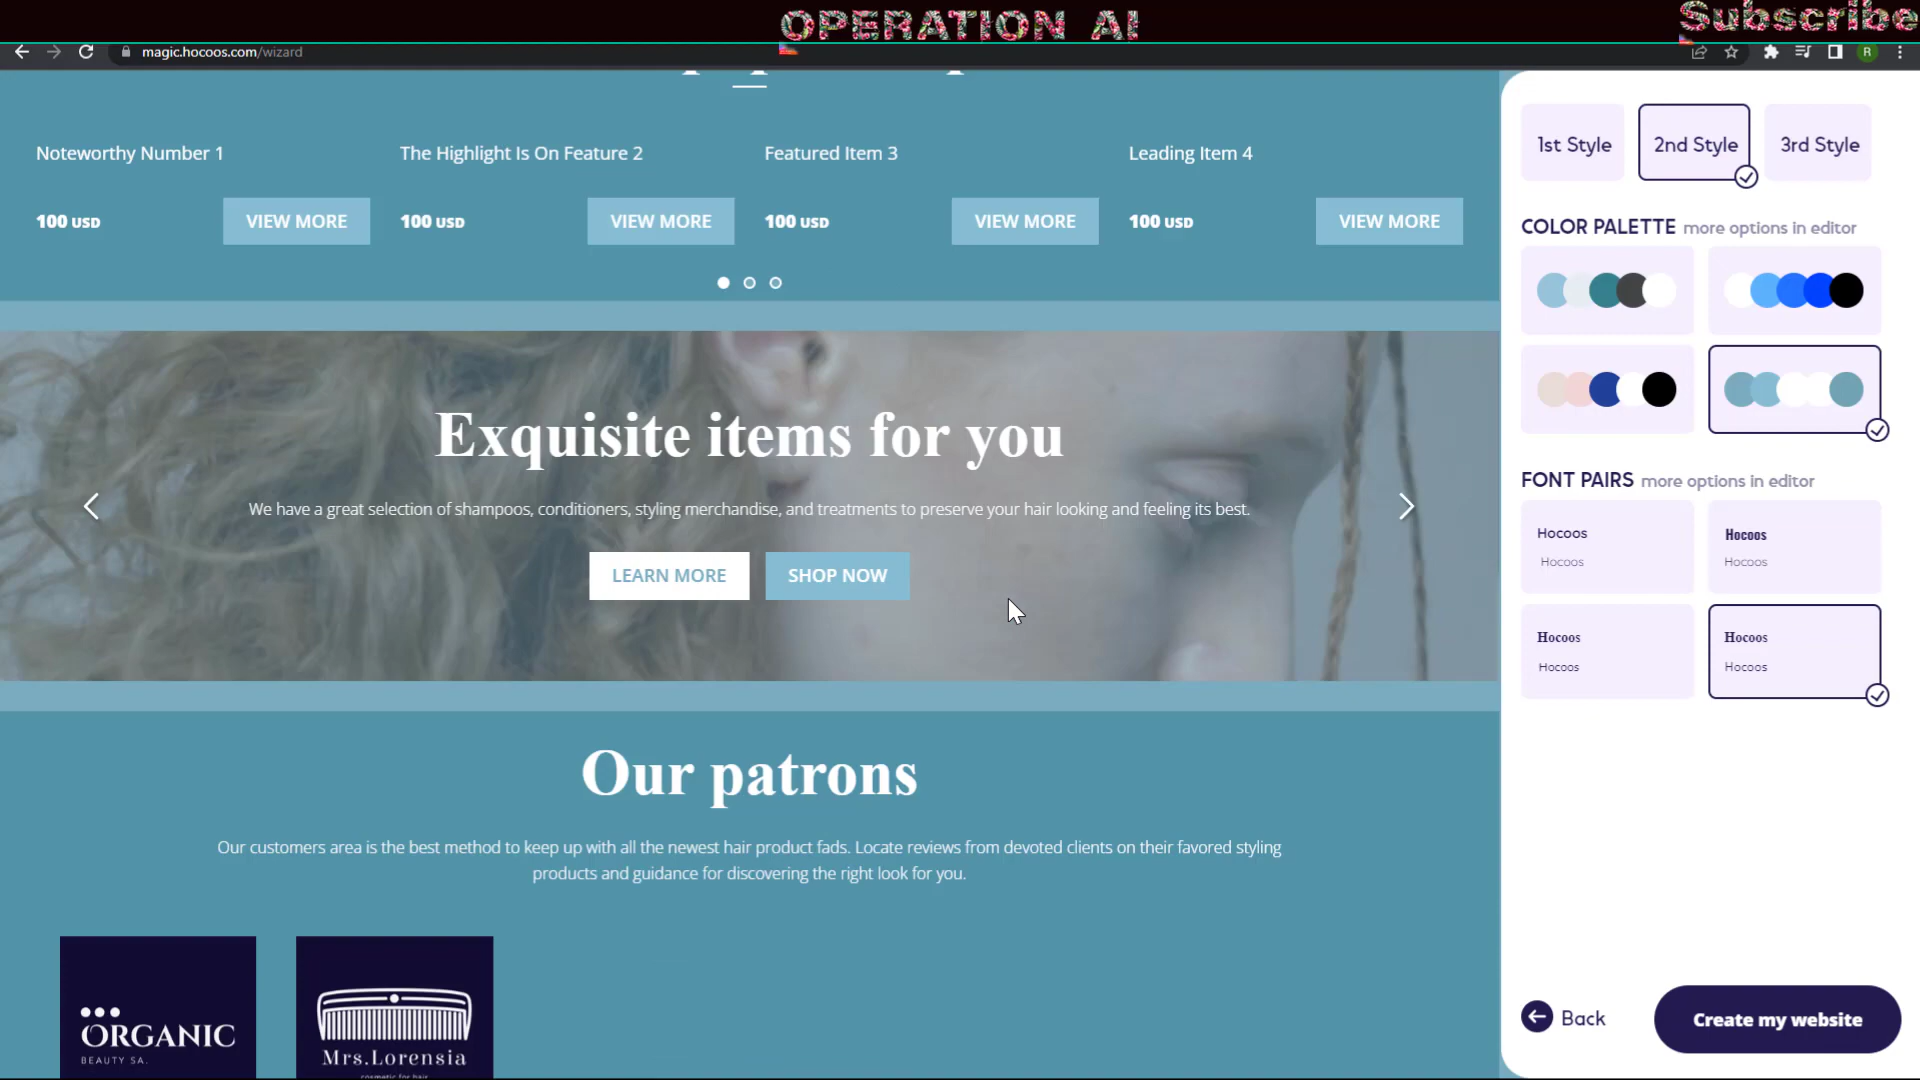 OPERATION AI
Subscribe
magic.hocoos.com/wizard
R
Noteworthy Number 1
The Highlight Is On Feature 2
Featured Item 3
Leading Item 4
100 USD
VIEW MORE
100 USD
VIEW MORE
100 USD
VIEW MORE
100 USD
VIEW MORE
Exquisite items for you
We have a great selection of shampoos, conditioners, styling merchandise, and treatments to preserve your hair looking and feeling its best.
LEARN MORE
SHOP NOW
Our patrons
Our customers area is the best method to keep up with all the newest hair product fads. Locate reviews from devoted clients on their favored styling
products and guidance for discovering the right look for you.
ORGANIC
BEAUTY SA.
Mrs.Lorensia
cosmetic for hair
1st Style
2nd Style
3rd Style
COLOR PALETTE more options in editor
FONT PAIRS more options in editor
Hocoos
Hocoos
Hocoos
Hocoos
Hocoos
Hocoos
Hocoos
Hocoos
Back
Create my website